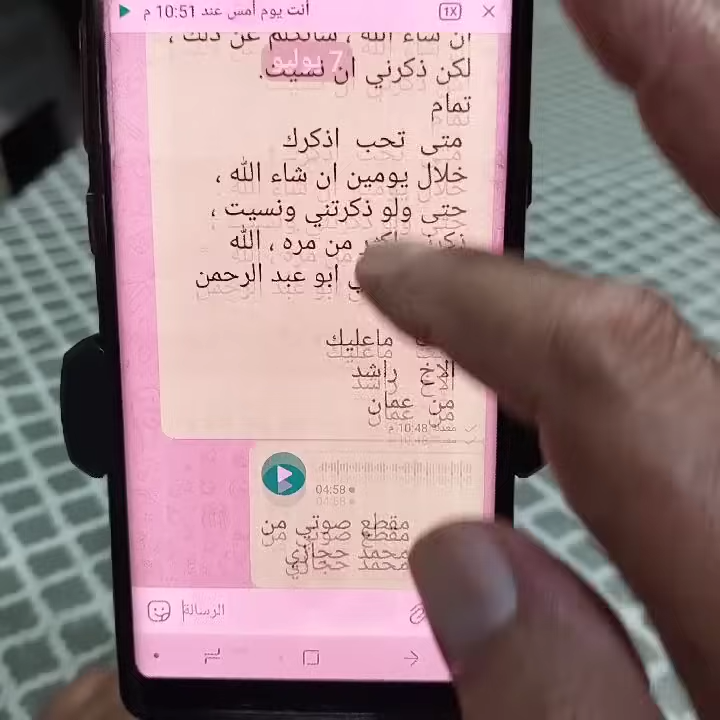 أنت يوم أمس عند 10:51 م
1X
ان شاء الله ، سأتكلم عن ذلك ،
7 يوليو
لكن ذكرني ان نسيت.
تمام
متى تحب اذكرك
خلال يومين ان شاء الله ،
حتى ولو ذكرتني ونسيت ،
من مره ، الله
ابو عبد الرحمن
ماعليك
الاخ راشد
من عمان
معدلة 10:48 م
04:58
مقطع صوتي من
محمد حجازي
الرسالة